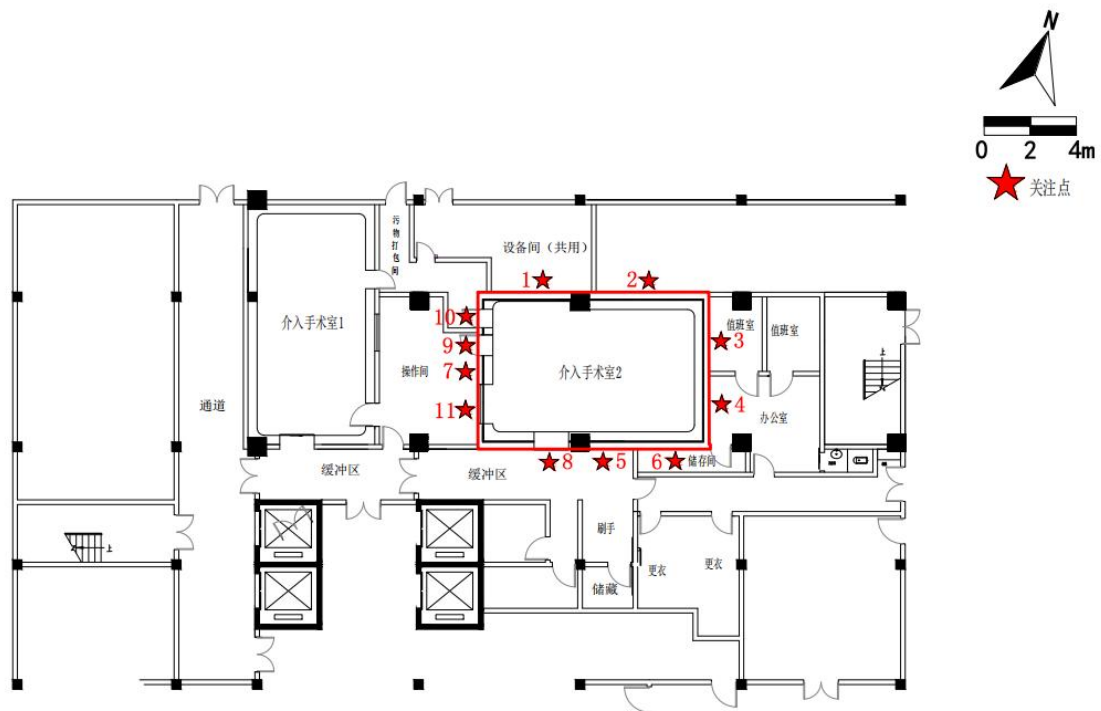 N
0 2 4m
关注点
污物打包间
设备间（共用）
1
2
介入手术室1
10
值班室
值班室
3
9
操作间
7
介入手术室2
上
通道
11
4
办公室
缓冲区
缓冲区
8
5
6
储存间
刷手
上
更衣
更衣
储藏